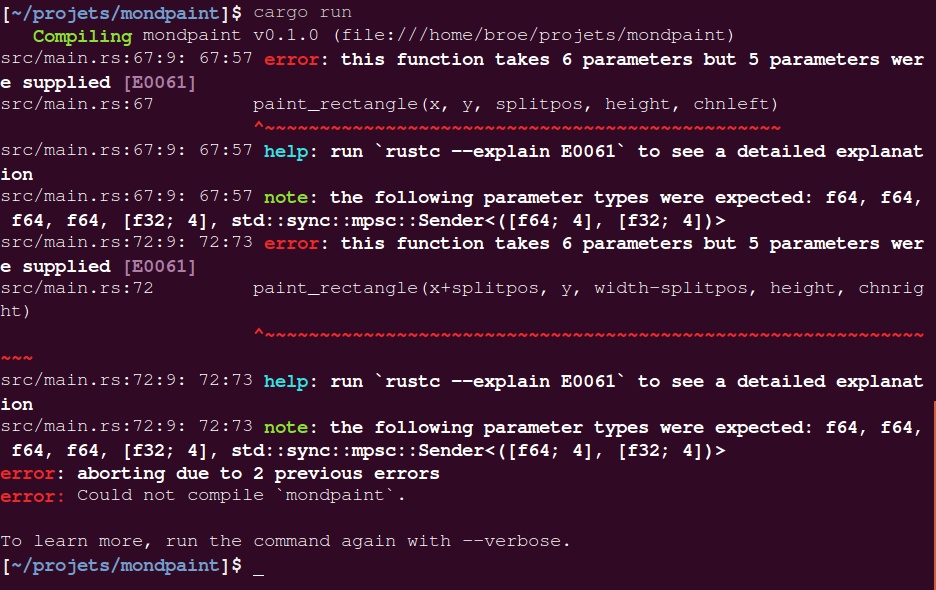 [~/projets/mondpaint]$ cargo run
   Compiling mondpaint v0.1.0 (file:///home/broe/projets/mondpaint)
src/main.rs:67:9: 67:57 error: this function takes 6 parameters but 5 parameters wer
e supplied [E0061]
src/main.rs:67         paint_rectangle(x, y, splitpos, height, chnleft)
                       ^~~~~~~~~~~~~~~~~~~~~~~~~~~~~~~~~~~~~~~~~~~~~~~~
src/main.rs:67:9: 67:57 help: run `rustc --explain E0061` to see a detailed explanat
ion
src/main.rs:67:9: 67:57 note: the following parameter types were expected: f64, f64,
 f64, f64, [f32; 4], std::sync::mpsc::Sender<([f64; 4], [f32; 4])>
src/main.rs:72:9: 72:73 error: this function takes 6 parameters but 5 parameters wer
e supplied [E0061]
src/main.rs:72         paint_rectangle(x+splitpos, y, width-splitpos, height, chnrig
ht)
                       ^~~~~~~~~~~~~~~~~~~~~~~~~~~~~~~~~~~~~~~~~~~~~~~~~~~~~~~~~~~~~
~~~
src/main.rs:72:9: 72:73 help: run `rustc --explain E0061` to see a detailed explanat
ion
src/main.rs:72:9: 72:73 note: the following parameter types were expected: f64, f64,
 f64, f64, [f32; 4], std::sync::mpsc::Sender<([f64; 4], [f32; 4])>
error: aborting due to 2 previous errors
error: Could not compile `mondpaint`.

To learn more, run the command again with --verbose.
[~/projets/mondpaint]$ _